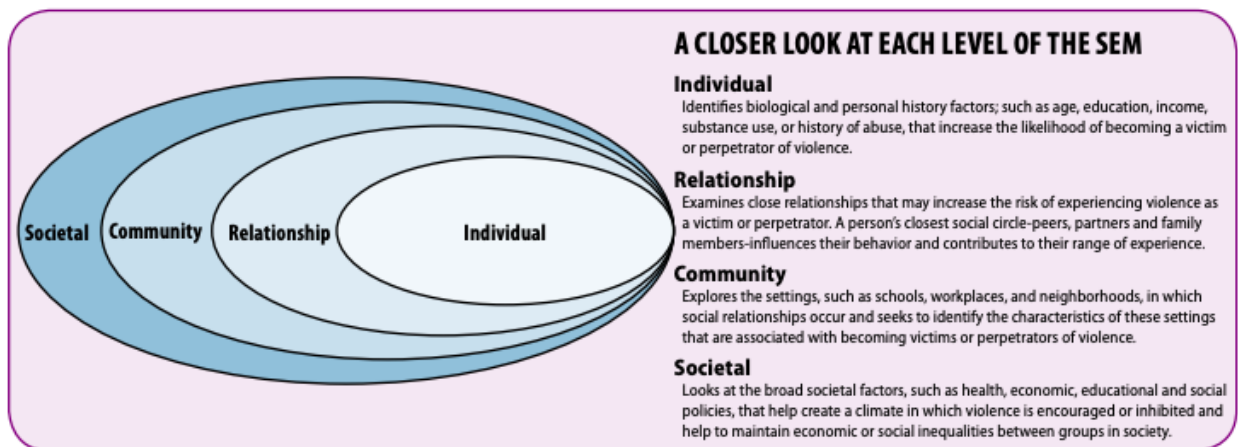 A CLOSER LOOK AT EACH LEVEL OF THE SEM
Individual
Identifies biological and personal history factors; such as age, education, income,
substance use, or history of abuse, that increase the likelihood of becoming a victim
or perpetrator of violence.
Relationship
Examines close relationships that may increase the risk of experiencing violence as
a victim or perpetrator. A person's closest social circle-peers, partners and family
members-influences their behavior and contributes to their range of experience.
Community
Explores the settings, such as schools, workplaces, and neighborhoods, in which
social relationships occur and seeks to identify the characteristics of these settings
that are associated with becoming victims or perpetrators of violence.
Societal
Looks at the broad societal factors, such as health, economic, educational and social
policies, that help create a climate in which violence is encouraged or inhibited and
help to maintain economic or social inequalities between groups in society.
Societal
Community
Relationship
Individual